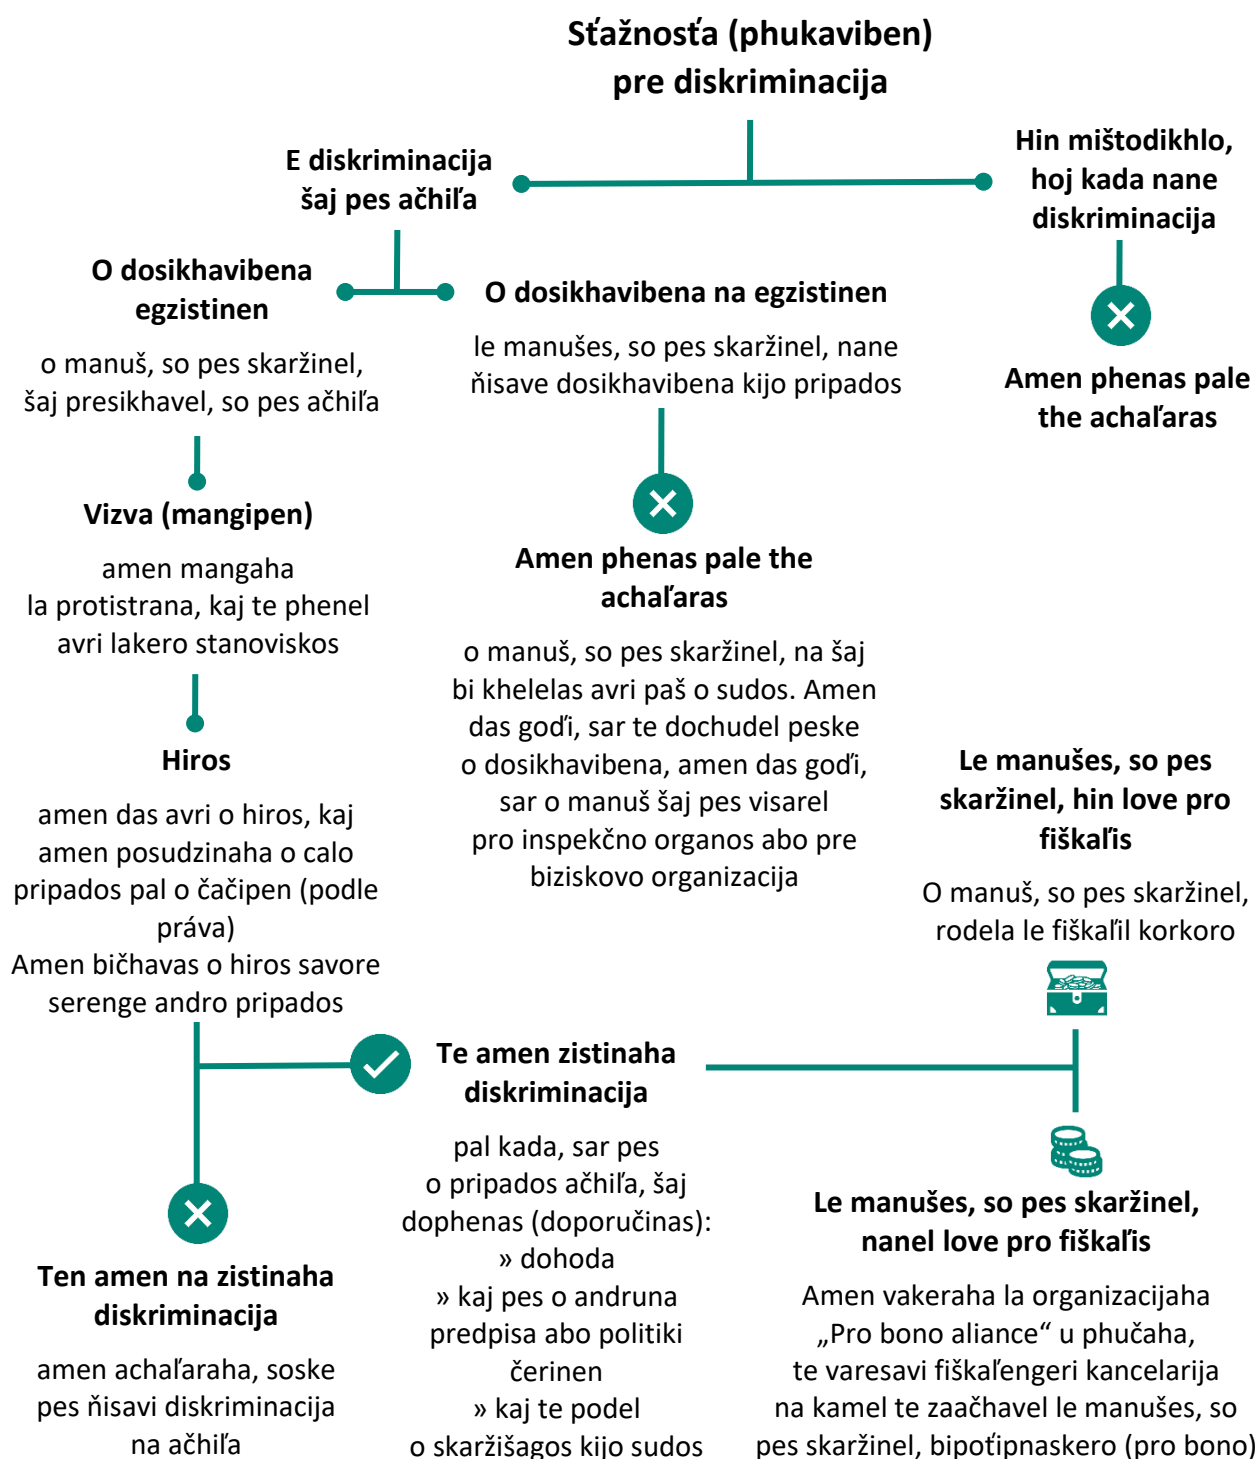 Sťažnosťa (phukaviben)
pre diskriminacija
E diskriminacija
šaj pes ačhiľa
Hin mištodikhlo,
hoj kada nane
diskriminacija
Amen phenas pale
the achaľaras
O dosikhavibena
egzistinen
o manuš, so pes skaržinel,
šaj presikhavel, so pes ačhiľa
O dosikhavibena na egzistinen
le manušes, so pes skaržinel, nane
ňisave dosikhavibena kijo pripados
Amen phenas pale the
achaľaras
o manuš, so pes skaržinel, na šaj
bi khelelas avri paš o sudos. Amen
das goďi, sar te dochudel peske
o dosikhavibena, amen das goďi,
sar o manuš šaj pes visarel
pro inspekčno organos abo pre
biziskovo organizacija
Vizva (mangipen)
amen mangaha
la protistrana, kaj te phenel
avri lakero stanoviskos
Hiros
amen das avri o hiros, kaj
amen posudzinaha o calo
pripados pal o čačipen (podle
práva)
Amen bičhavas o hiros savore
serenge andro pripados
Ten amen na zistinaha
diskriminacija
amen achaľaraha, soske
pes ňisavi diskriminacija
na ačhiľa
Te amen zistinaha
diskriminacija
pal kada, sar pes
o pripados ačhiľa, šaj
dophenas (doporučinas):
» dohoda
» kaj pes o andruna
predpisa abo politiki
čerinen
» kaj te podel
o skaržišagos kijo sudos
Le manušes, so pes
skaržinel, hin love pro
fiškaľis
O manuš, so pes skaržinel,
rodela le fiškaľil korkoro
Le manušes, so pes skaržinel,
nanel love pro fiškaľis
Amen vakeraha la organizacijaha
„Pro bono aliance“ u phučaha,
te varesavi fiškaľengeri kancelarija
na kamel te zaačhavel le manušes, so
pes skaržinel, bipoťipnaskero (pro bono)